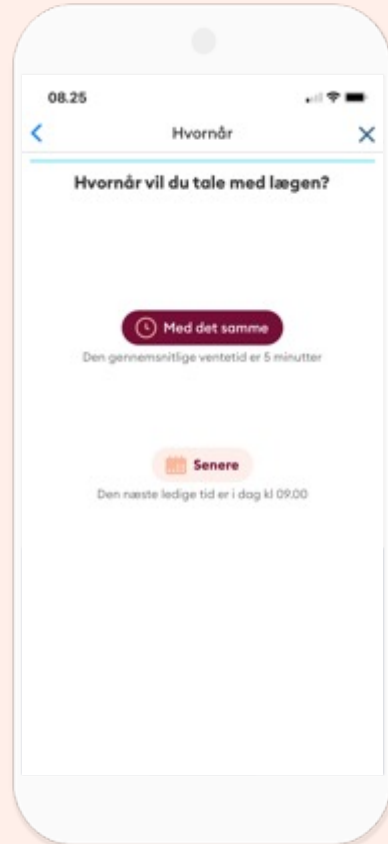 08.25
Hvornår
Hvornår vil du tale med lægen?
Med det samme
Den gennemsnitlige ventetid er 5 minutter
Senere
Den næste ledige tid er i dag kl 09.00